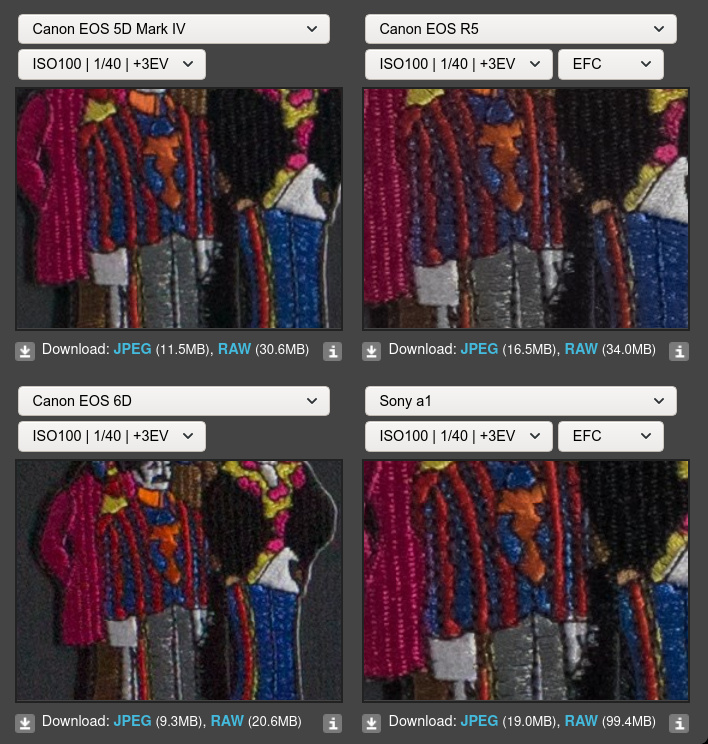 Canon EOS 5D Mark IV
ISO100 | 1/40 | +3EV
Download: JPEG (11.5MB), RAW (30.6MB)
Canon EOS R5
ISO100 | 1/40 | +3EV
EFC
Download: JPEG (16.5MB), RAW (34.0MB)
Canon EOS 6D
ISO100 | 1/40 | +3EV
Download: JPEG (9.3MB), RAW (20.6MB)
Sony a1
ISO100 | 1/40 | +3EV
EFC
Download: JPEG (19.0MB), RAW (99.4MB)